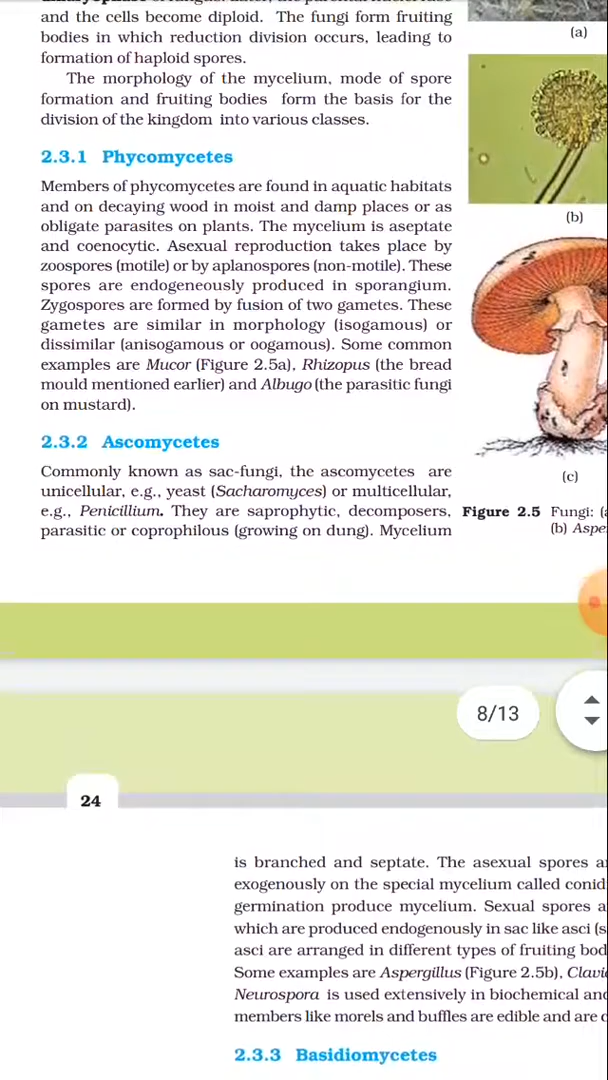 and the cells become diploid. The fungi form fruiting
bodies in which reduction division occurs, leading to
formation of haploid spores.
The morphology of the mycelium, mode of spore
formation and fruiting bodies form the basis for the
division of the kingdom into various classes.
2.3.1 Phycomycetes
Members of phycomycetes are found in aquatic habitats
and on decaying wood in moist and damp places or as
obligate parasites on plants. The mycelium is aseptate
and coenocytic. Asexual reproduction takes place by
zoospores (motile) or by aplanospores (non-motile). These
spores are endogeneously produced in sporangium.
Zygospores are formed by fusion of two gametes. These
gametes are similar in morphology (isogamous) or
dissimilar (anisogamous or oogamous). Some common
examples are Mucor (Figure 2.5a), Rhizopus (the bread
mould mentioned earlier) and Albugo (the parasitic fungi
on mustard).
2.3.2 Ascomycetes
Commonly known as sac-fungi, the ascomycetes are
unicellular, e.g., yeast (Sacharomyces) or multicellular,
e.g., Penicillium. They are saprophytic, decomposers,
parasitic or coprophilous (growing on dung). Mycelium
(a)
(b)
(c)
Figure 2.5 Fungi:
(b)
8/13
24
is branched and septate. The asexual spores
exogenously on the special mycelium called
germination produce mycelium. Sexual spores
which are produced endogenously in sac like asci
asci are arranged in different types of fruiting
Some examples are Aspergillus (Figure 2.5b),
Neurospora is used extensively in biochemical
members like morels and buffles are edible and are
2.3.3 Basidiomycetes